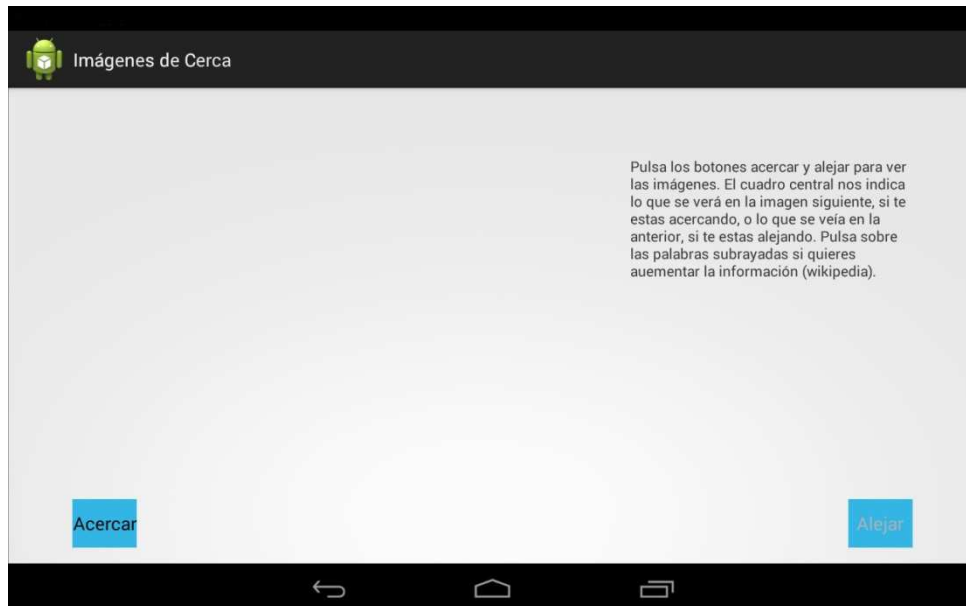 Imágenes de Cerca
Pulsa los botones acercar y alejar para ver
las imágenes. El cuadro central nos indica
lo que se verá en la imagen siguiente, si te
estas acercando, o lo que se veía en la
anterior, si te estas alejando. Pulsa sobre
las palabras subrayadas si quieres
auementar la información (wikipedia).
Acercar
Alejar